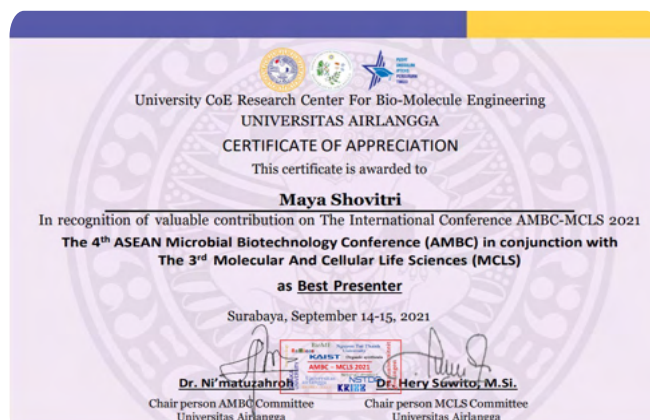 University CoE Research Center For Bio-Molecule Engineering
UNIVERSITAS AIRLANGGA
CERTIFICATE OF APPRECIATION
This certificate is awarded to
Maya Shovitri
In recognition of valuable contribution on The International Conference AMBC-MCLS 2021
The 4th ASEAN Microbial Biotechnology Conference (AMBC) in conjunction with
The 3rd Molecular And Cellular Life Sciences (MCLS)
as Best Presenter
Surabaya, September 14-15, 2021
KAIST
AMBC - MCLS 2021
NSTDA
KRIBB
Dr. Ni'matuzahroh
Dr. Hery Suwito, M.Si.
Chair person AMBC Committee
Universitas Airlangga
Chair person MCLS Committee
Universitas Airlangga